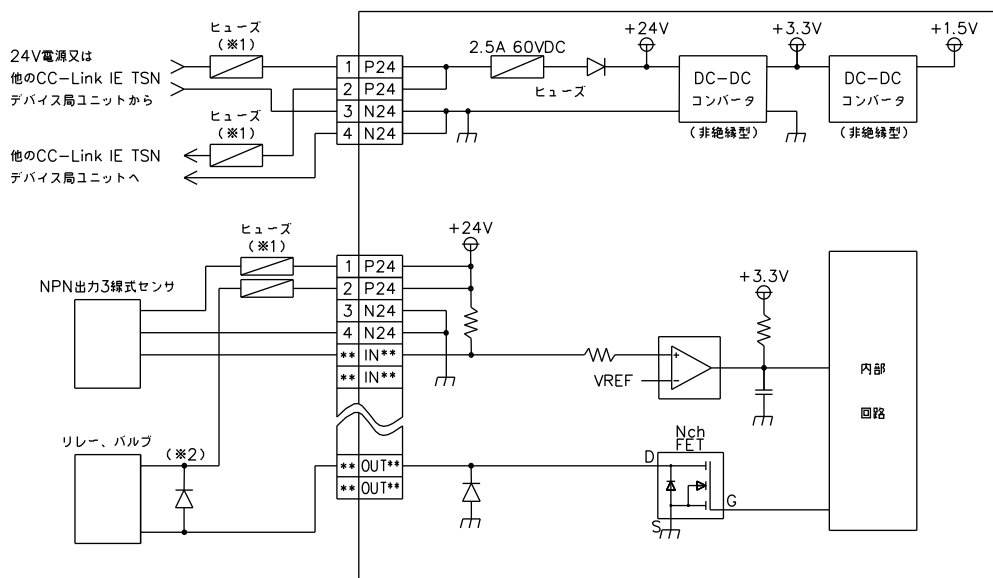 ヒューズ
(※1)
24V電源又は
他のCC-Link IE TSN
デバイス局ユニットから
ヒューズ
(※1)
他のCC-Link IE TSN
デバイス局ユニットへ
1 P24
2 P24
3 N24
4 N24
2.5A 60VDC
ヒューズ
+24V
DC-DC
コンバータ
(非絶縁型)
+3.3V
DC-DC
コンバータ
(非絶縁型)
+1.5V
ヒューズ
(※1)
NPN出力3線式センサ
+24V
1 P24
2 P24
3 N24
4 N24
** IN**
** IN**
+3.3V
VREF
+
-
内部
回路
リレー、バルブ
(※2)
** OUT**
** OUT**
Nch
FET
D
G
S